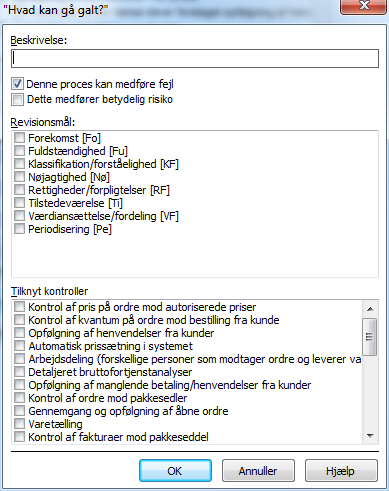 "Hvad kan gå galt?"
Beskrivelse:
Denne proces kan medføre fejl
Dette medfører betydelig risiko
Revisionsmål:
Forekomst [Fo]
Fuldstændighed [Fu]
Klassifikation/forståelighed [KF]
Nøjagtighed [Nø]
Rettigheder/forpligtelser [RF]
Tilstedeværelse [Ti]
Værdiansættelse/fordeling [VF]
Periodisering [Pe]
Tilknyt kontroller
Kontrol af pris på ordre mod autoriserede priser
Kontrol af kvantum på ordre mod bestilling fra kunde
Opfølgning af henvendelser fra kunder
Automatisk prissætning i systemet
Arbejdsdeling (forskellige personer som modtager ordre og leverer va
Detaljeret bruttofortjenstanalyser
Opfølgning af manglende betaling/henvendelser fra kunder
Kontrol af ordre mod pakkesedler
Gennemgang og opfølgning af åbne ordre
Varetælling
Kontrol af fakturaer mod pakkeseddel
OK Annuller Hjælp